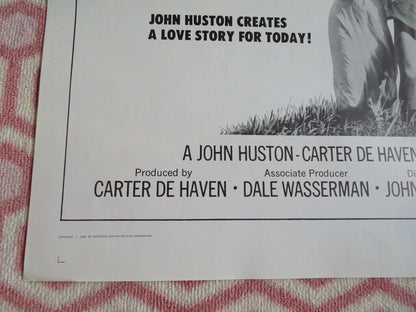 JOHN HUSTON CREATES
A LOVE STORY FOR TODAY!
A JOHN HUSTON-CARTER DE HAVEN
Produced by Associate Producer Di
CARTER DE HAVEN · DALE WASSERMAN · JOHN